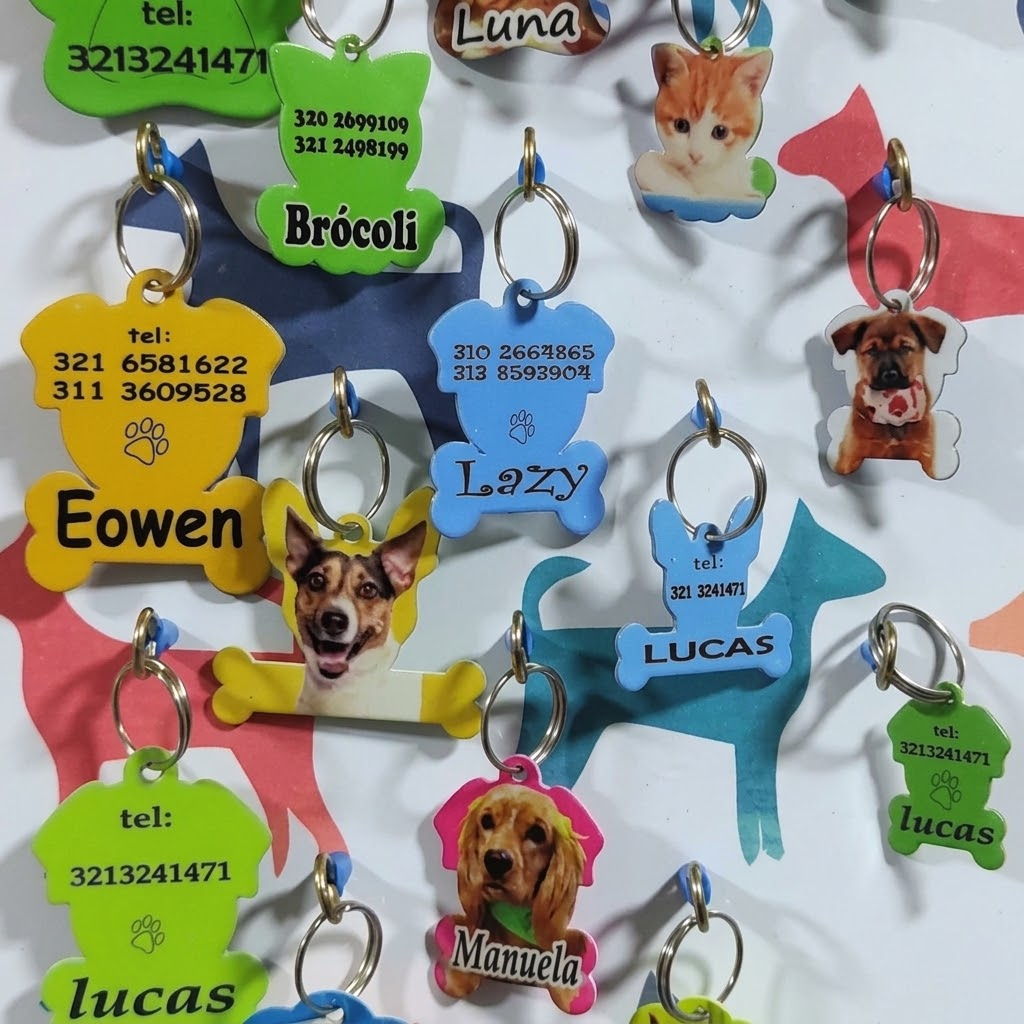 tel:
3213241471
Luna
320 2699109
321 2498199
Brócoli
tel:
321 6581622
311 3609528
Eowen
310 2664865
313 8593904
Lazy
tel:
321 3241471
LUCAS
tel:
3213241471
lucas
tel:
3213241471
lucas
Manuela